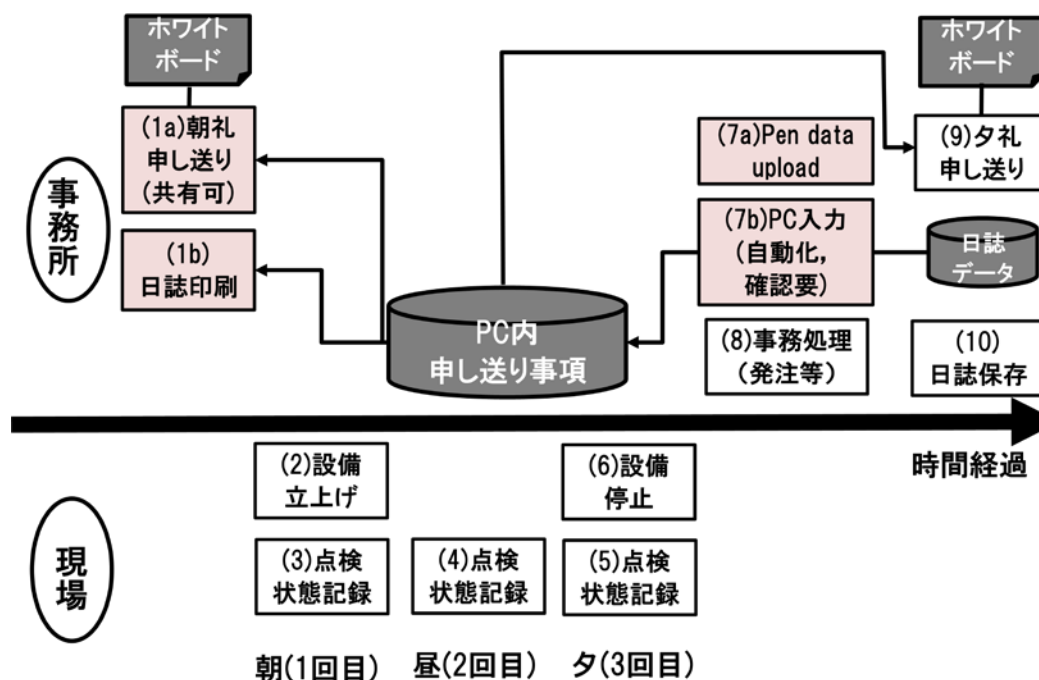 ホワイト
ボード
(1a)朝礼
申し送り
(共有可)
(1b)
日誌印刷
事務所
PC内
申し送り事項
(7a)Pen data
upload
(7b)PC入力
(自動化,
確認要)
(8)事務処理
(発注等)
ホワイト
ボード
(9)夕礼
申し送り
日誌
データ
(10)
日誌保存
時間経過
現場
(2)設備
立上げ
(3)点検
状態記録
(4)点検
状態記録
(6)設備
停止
(5)点検
状態記録
朝(1回目)
昼(2回目)
夕(3回目)